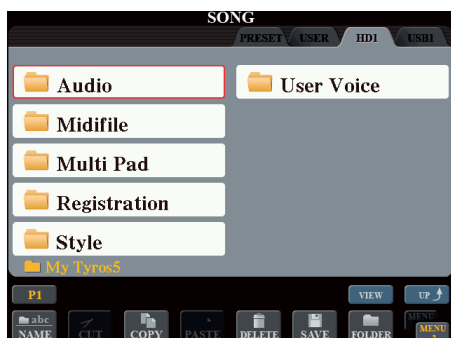 SONG
PRESET USER HD1 USB1
Audio User Voice
Midifile
Multi Pad
Registration
Style
My Tyros5
P1 VIEW UP
abc MENU
NAME CUT COPY PASTE DELETE SAVE FOLDER MENU